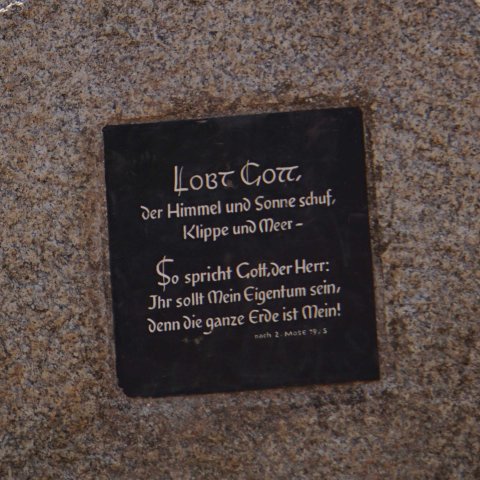 Lobt Gott,
der Himmel und Sonne schuf,
Klippe und Meer –
So spricht Gott, der Herr:
Ihr sollt Mein Eigentum sein,
denn die ganze Erde ist Mein!
nach 2. Mose 19,5